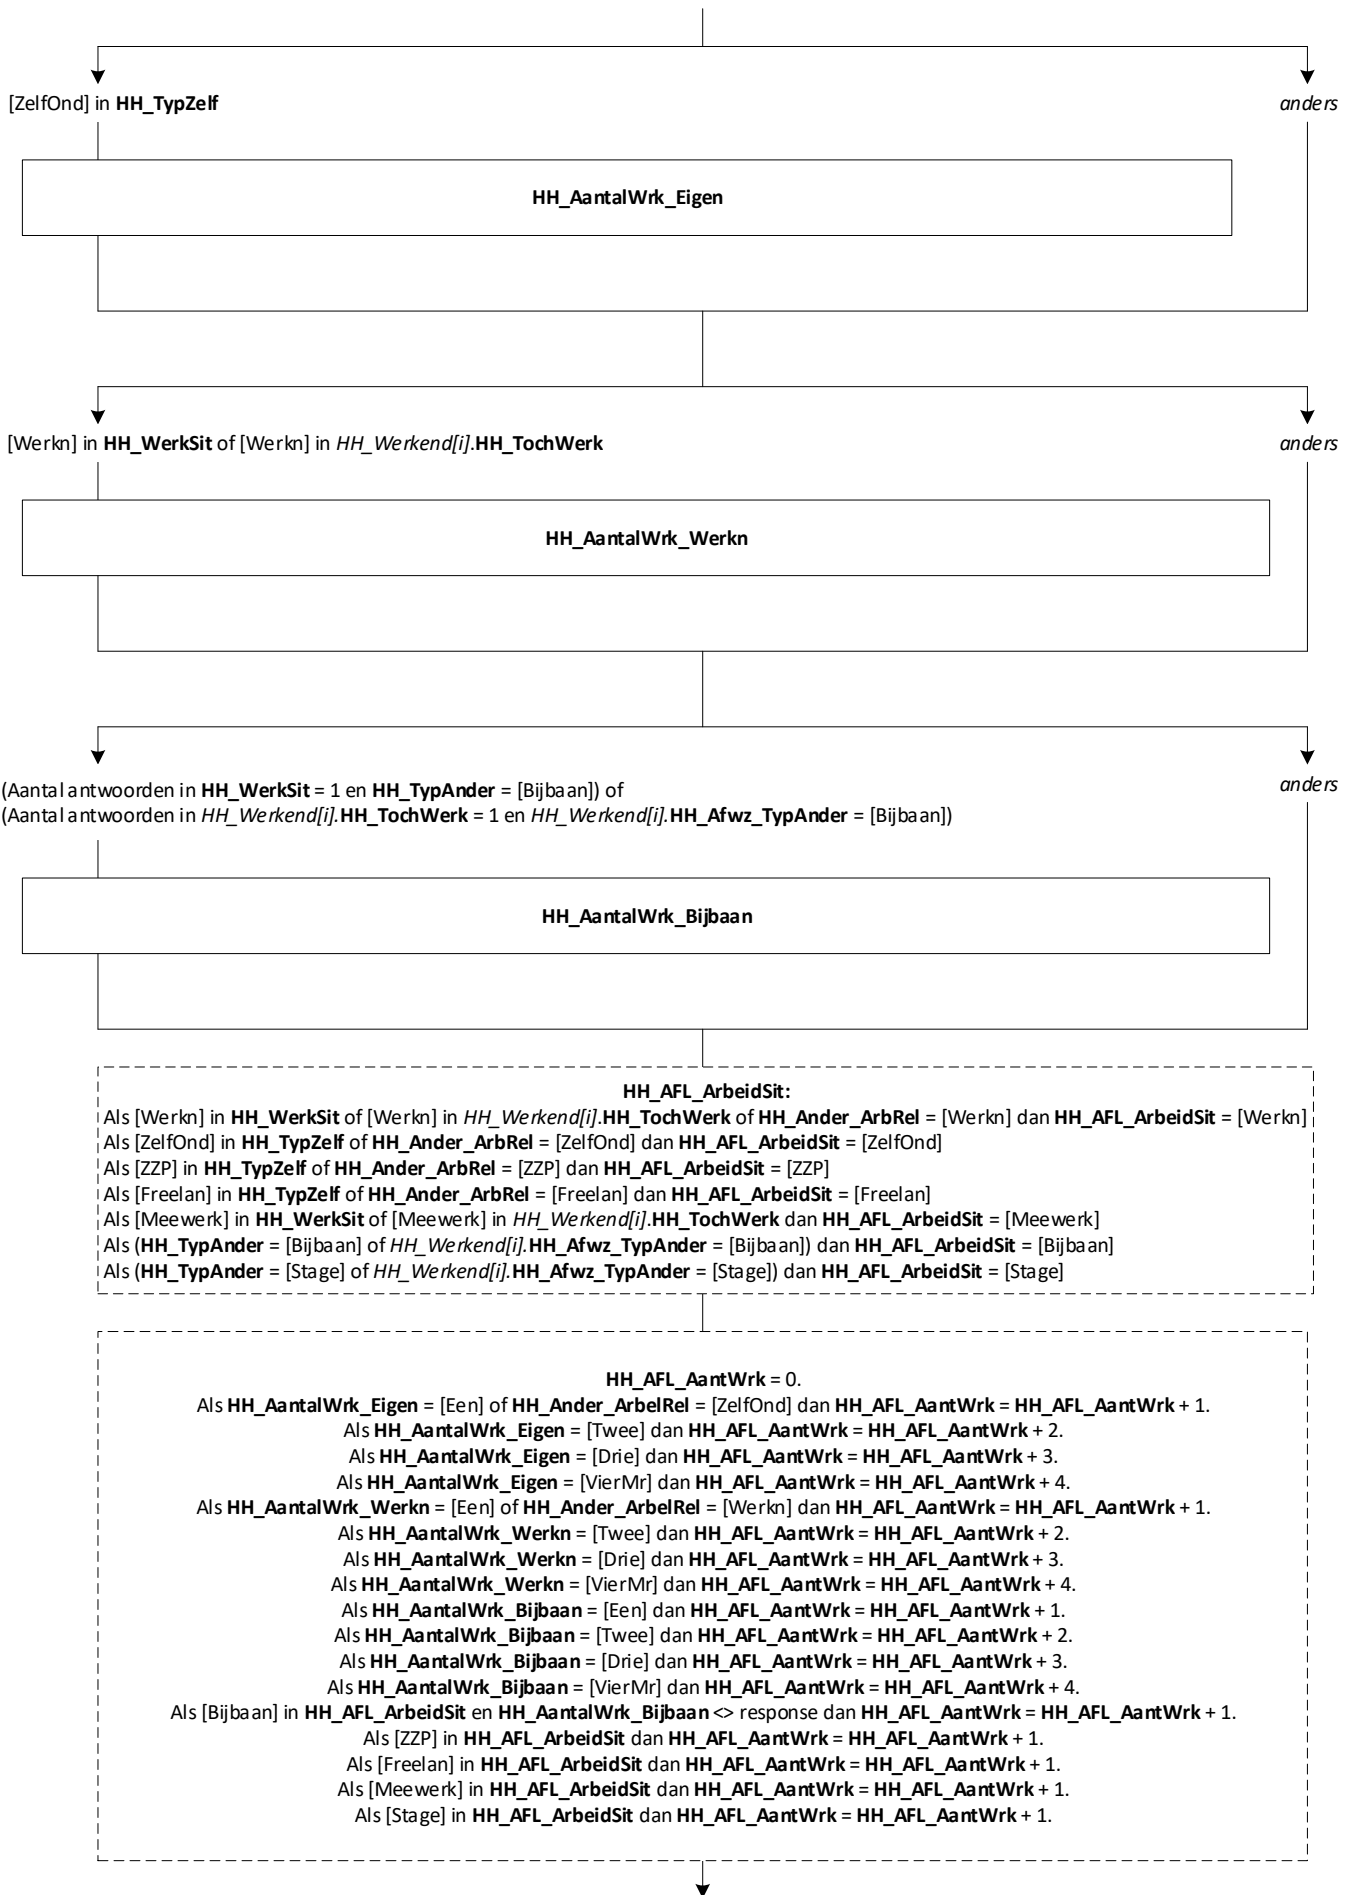 [ZelfOnd] in HH_TypZelf
anders
HH_AantalWrk_Eigen
[Werkn] in HH_WerkSit of [Werkn] in HH_Werkend[i].HH_TochWerk
anders
HH_AantalWrk_Werkn
(Aantal antwoorden in HH_WerkSit = 1 en HH_TypAnder = [Bijbaan]) of
anders
(Aantal antwoorden in HH_Werkend[i].HH_TochWerk = 1 en HH_Werkend[i].HH_Afwz_TypAnder = [Bijbaan])
HH_AantalWrk_Bijbaan
HH_AFL_ArbeidSit:
Als [Werkn] in HH_WerkSit of [Werkn] in HH_Werkend[i].HH_TochWerk of HH_Ander_ArbRel = [Werkn] dan HH_AFL_ArbeidSit = [Werkn]
Als [ZelfOnd] in HH_TypZelf of HH_Ander_ArbRel = [ZelfOnd] dan HH_AFL_ArbeidSit = [ZelfOnd]
Als [ZZP] in HH_TypZelf of HH_Ander_ArbRel = [ZZP] dan HH_AFL_ArbeidSit = [ZZP]
Als [Freelan] in HH_TypZelf of HH_Ander_ArbRel = [Freelan] dan HH_AFL_ArbeidSit = [Freelan]
Als [Meewerk] in HH_WerkSit of [Meewerk] in HH_Werkend[i].HH_TochWerk dan HH_AFL_ArbeidSit = [Meewerk]
Als (HH_TypAnder = [Bijbaan] of HH_Werkend[i].HH_Afwz_TypAnder = [Bijbaan]) dan HH_AFL_ArbeidSit = [Bijbaan]
Als (HH_TypAnder = [Stage] of HH_Werkend[i].HH_Afwz_TypAnder = [Stage]) dan HH_AFL_ArbeidSit = [Stage]
HH_AFL_AantWrk = 0.
Als HH_AantalWrk_Eigen = [Een] of HH_Ander_ArbelRel = [ZelfOnd] dan HH_AFL_AantWrk = HH_AFL_AantWrk + 1.
Als HH_AantalWrk_Eigen = [Twee] dan HH_AFL_AantWrk = HH_AFL_AantWrk + 2.
Als HH_AantalWrk_Eigen = [Drie] dan HH_AFL_AantWrk = HH_AFL_AantWrk + 3.
Als HH_AantalWrk_Eigen = [VierMr] dan HH_AFL_AantWrk = HH_AFL_AantWrk + 4.
Als HH_AantalWrk_Werkn = [Een] of HH_Ander_ArbelRel = [Werkn] dan HH_AFL_AantWrk = HH_AFL_AantWrk + 1.
Als HH_AantalWrk_Werkn = [Twee] dan HH_AFL_AantWrk = HH_AFL_AantWrk + 2.
Als HH_AantalWrk_Werkn = [Drie] dan HH_AFL_AantWrk = HH_AFL_AantWrk + 3.
Als HH_AantalWrk_Werkn = [VierMr] dan HH_AFL_AantWrk = HH_AFL_AantWrk + 4.
Als HH_AantalWrk_Bijbaan = [Een] dan HH_AFL_AantWrk = HH_AFL_AantWrk + 1.
Als HH_AantalWrk_Bijbaan = [Twee] dan HH_AFL_AantWrk = HH_AFL_AantWrk + 2.
Als HH_AantalWrk_Bijbaan = [Drie] dan HH_AFL_AantWrk = HH_AFL_AantWrk + 3.
Als HH_AantalWrk_Bijbaan = [VierMr] dan HH_AFL_AantWrk = HH_AFL_AantWrk + 4.
Als [Bijbaan] in HH_AFL_ArbeidSit en HH_AantalWrk_Bijbaan <> response dan HH_AFL_AantWrk = HH_AFL_AantWrk + 1.
Als [ZZP] in HH_AFL_ArbeidSit dan HH_AFL_AantWrk = HH_AFL_AantWrk + 1.
Als [Freelan] in HH_AFL_ArbeidSit dan HH_AFL_AantWrk = HH_AFL_AantWrk + 1.
Als [Meewerk] in HH_AFL_ArbeidSit dan HH_AFL_AantWrk = HH_AFL_AantWrk + 1.
Als [Stage] in HH_AFL_ArbeidSit dan HH_AFL_AantWrk = HH_AFL_AantWrk + 1.